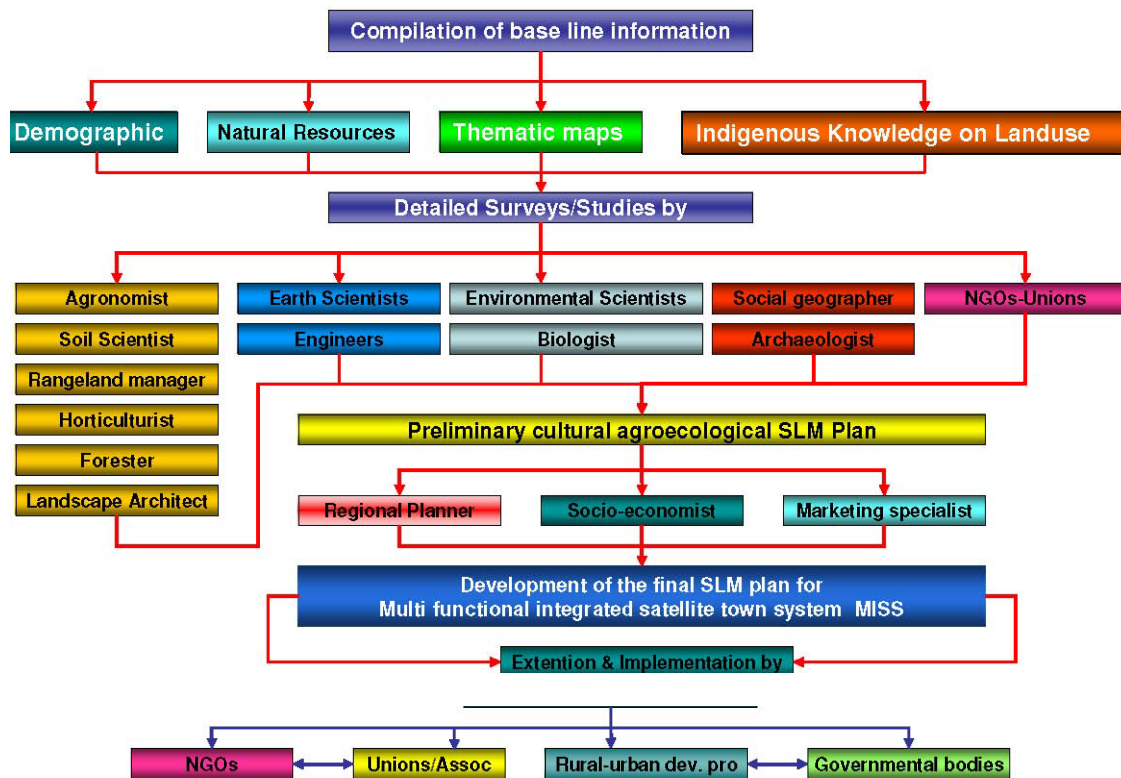 Compilation of base line information
Demographic
Natural Resources
Thematic maps
Indigenous Knowledge on Landuse
Detailed Surveys/Studies by
Agronomist
Earth Scientists
Environmental Scientists
Social geographer
NGOs-Unions
Soil Scientist
Engineers
Biologist
Archaeologist
Rangeland manager
Horticulturist
Forester
Landscape Architect
Preliminary cultural agroecological SLM Plan
Regional Planner
Socio-economist
Marketing specialist
Development of the final SLM plan for
Multi functional integrated satellite town system MISS
Extention & Implementation by
NGOs
Unions/Assoc
Rural-urban dev. pro
Governmental bodies